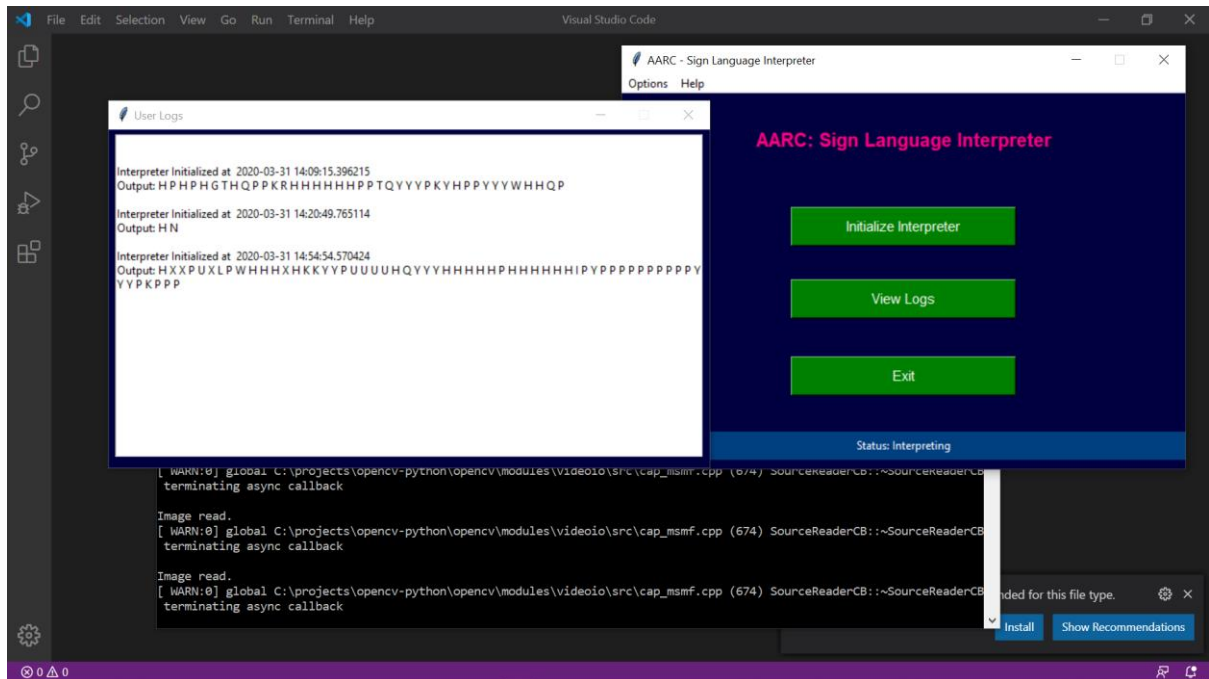 File Edit Selection View Go Run Terminal Help
Visual Studio Code
AARC - Sign Language Interpreter
Options Help
AARC: Sign Language Interpreter
Initialize Interpreter
View Logs
Exit
Status: Interpreting
User Logs
Interpreter Initialized at 2020-03-31 14:09:15.396215
Output: H P H P H G T H Q P P K R H H H H H H P P T Q Y Y Y P K Y H P P Y Y Y W H H Q P
Interpreter Initialized at 2020-03-31 14:20:49.765114
Output: H N
Interpreter Initialized at 2020-03-31 14:54:54.570424
Output: H X X P U X L P W H H H X H K K Y Y P U U U U H Q Y Y Y H H H H H P H H H H H H I P Y P P P P P P P P P P Y
Y Y P K P P P
[ WARN:0] global C:\projects\opencv-python\opencv\modules\videoio\src\cap_msmf.cpp (674) SourceReaderCB::~SourceReaderCB
terminating async callback
Image read.
[ WARN:0] global C:\projects\opencv-python\opencv\modules\videoio\src\cap_msmf.cpp (674) SourceReaderCB::~SourceReaderCB
terminating async callback
Image read.
[ WARN:0] global C:\projects\opencv-python\opencv\modules\videoio\src\cap_msmf.cpp (674) SourceReaderCB::~SourceReaderCB
terminating async callback
nded for this file type.
Install Show Recommendations
0 0